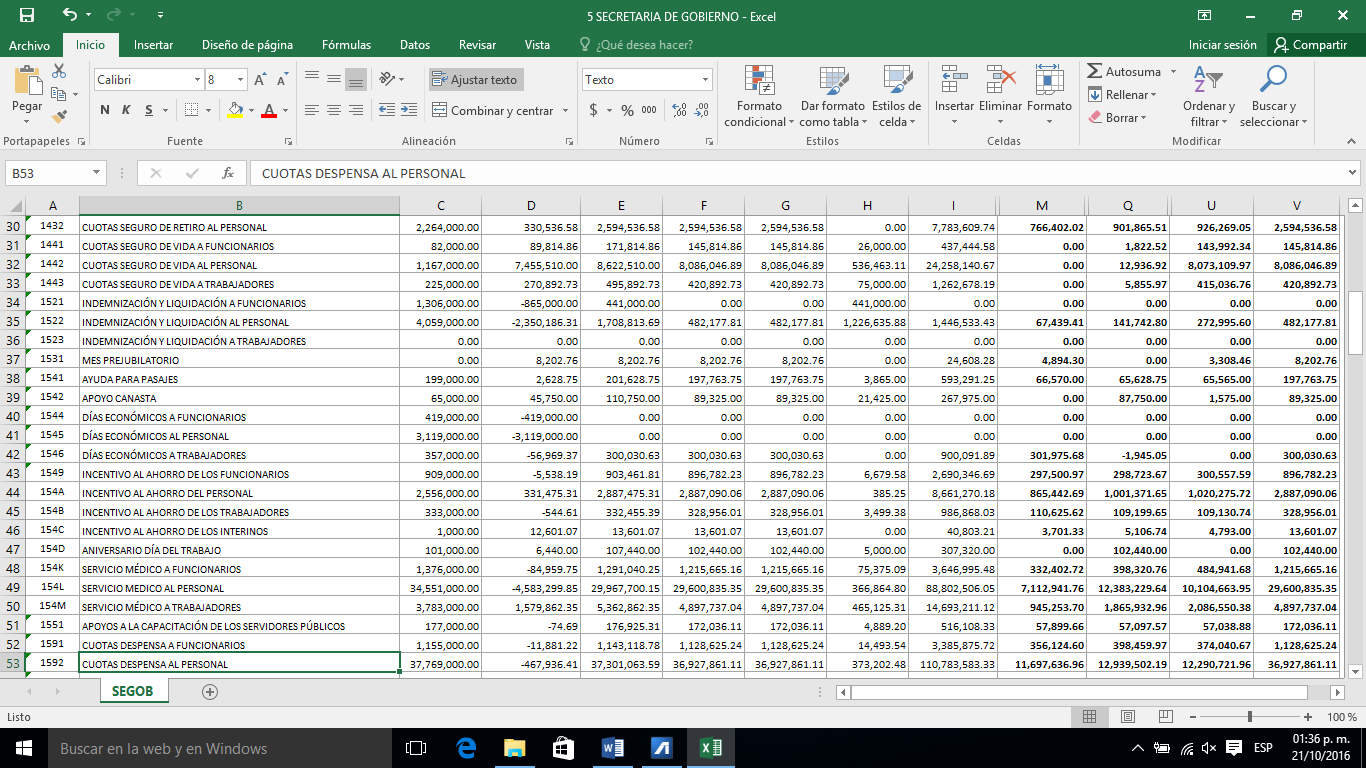 5 SECRETARIA DE GOBIERNO - Excel
Archivo Inicio Insertar Diseño de página Fórmulas Datos Revisar Vista ¿Qué desea hacer? Iniciar sesión Compartir
Pegar Calibri 8 Ajustar texto Texto Formato condicional Dar formato como tabla Estilos de celda Insertar Eliminar Formato Autosuma Rellenar Borrar Ordenar y filtrar Buscar y seleccionar
N K S Combinar y centrar $ % 000
Portapapeles Fuente Alineación Número Estilos Celdas Modificar
B53 fx CUOTAS DESPENSA AL PERSONAL
A B C D E F G H I M Q U V
30 1432 CUOTAS SEGURO DE RETIRO AL PERSONAL 2,264,000.00 330,536.58 2,594,536.58 2,594,536.58 2,594,536.58 0.00 7,783,609.74 766,402.02 901,865.51 926,269.05 2,594,536.58
31 1441 CUOTAS SEGURO DE VIDA A FUNCIONARIOS 82,000.00 89,814.86 171,814.86 145,814.86 145,814.86 26,000.00 437,444.58 0.00 1,822.52 143,992.34 145,814.86
32 1442 CUOTAS SEGURO DE VIDA AL PERSONAL 1,167,000.00 7,455,510.00 8,622,510.00 8,086,046.89 8,086,046.89 536,463.11 24,258,140.67 0.00 12,936.92 8,073,109.97 8,086,046.89
33 1443 CUOTAS SEGURO DE VIDA A TRABAJADORES 225,000.00 270,892.73 495,892.73 420,892.73 420,892.73 75,000.00 1,262,678.19 0.00 5,855.97 415,036.76 420,892.73
34 1521 INDEMNIZACIÓN Y LIQUIDACIÓN A FUNCIONARIOS 1,306,000.00 -865,000.00 441,000.00 0.00 0.00 441,000.00 0.00 0.00 0.00 0.00 0.00
35 1522 INDEMNIZACIÓN Y LIQUIDACIÓN AL PERSONAL 4,059,000.00 -2,350,186.31 1,708,813.69 482,177.81 482,177.81 1,226,635.88 1,446,533.43 67,439.41 141,742.80 272,995.60 482,177.81
36 1523 INDEMNIZACIÓN Y LIQUIDACIÓN A TRABAJADORES 0.00 0.00 0.00 0.00 0.00 0.00 0.00 0.00 0.00 0.00 0.00
37 1531 MES PREJUBILATORIO 0.00 8,202.76 8,202.76 8,202.76 8,202.76 0.00 24,608.28 4,894.30 0.00 3,308.46 8,202.76
38 1541 AYUDA PARA PASAJES 199,000.00 2,628.75 201,628.75 197,763.75 197,763.75 3,865.00 593,291.25 66,570.00 65,628.75 65,565.00 197,763.75
39 1542 APOYO CANASTA 65,000.00 45,750.00 110,750.00 89,325.00 89,325.00 21,425.00 267,975.00 0.00 87,750.00 1,575.00 89,325.00
40 1544 DÍAS ECONÓMICOS A FUNCIONARIOS 419,000.00 -419,000.00 0.00 0.00 0.00 0.00 0.00 0.00 0.00 0.00 0.00
41 1545 DÍAS ECONÓMICOS AL PERSONAL 3,119,000.00 -3,119,000.00 0.00 0.00 0.00 0.00 0.00 0.00 0.00 0.00 0.00
42 1546 DÍAS ECONÓMICOS A TRABAJADORES 357,000.00 -56,969.37 300,030.63 300,030.63 300,030.63 0.00 900,091.89 301,975.68 -1,945.05 0.00 300,030.63
43 1549 INCENTIVO AL AHORRO DE LOS FUNCIONARIOS 909,000.00 -5,538.19 903,461.81 896,782.23 896,782.23 6,679.58 2,690,346.69 297,500.97 298,723.67 300,557.59 896,782.23
44 154A INCENTIVO AL AHORRO DEL PERSONAL 2,556,000.00 331,475.31 2,887,475.31 2,887,090.06 2,887,090.06 385.25 8,661,270.18 865,442.69 1,001,371.65 1,020,275.72 2,887,090.06
45 154B INCENTIVO AL AHORRO DE LOS TRABAJADORES 333,000.00 -544.61 332,455.39 328,956.01 328,956.01 3,499.38 986,868.03 110,625.62 109,199.65 109,130.74 328,956.01
46 154C INCENTIVO AL AHORRO DE LOS INTERINOS 1,000.00 12,601.07 13,601.07 13,601.07 13,601.07 0.00 40,803.21 3,701.33 5,106.74 4,793.00 13,601.07
47 154D ANIVERSARIO DÍA DEL TRABAJO 101,000.00 6,440.00 107,440.00 102,440.00 102,440.00 5,000.00 307,320.00 0.00 102,440.00 0.00 102,440.00
48 154K SERVICIO MÉDICO A FUNCIONARIOS 1,376,000.00 -84,959.75 1,291,040.25 1,215,665.16 1,215,665.16 75,375.09 3,646,995.48 332,402.72 398,320.76 484,941.68 1,215,665.16
49 154L SERVICIO MEDICO AL PERSONAL 34,551,000.00 -4,583,299.85 29,967,700.15 29,600,835.35 29,600,835.35 366,864.80 88,802,506.05 7,112,941.76 12,383,229.64 10,104,663.95 29,600,835.35
50 154M SERVICIO MÉDICO A TRABAJADORES 3,783,000.00 1,579,862.35 5,362,862.35 4,897,737.04 4,897,737.04 465,125.31 14,693,211.12 945,253.70 1,865,932.96 2,086,550.38 4,897,737.04
51 1551 APOYOS A LA CAPACITACIÓN DE LOS SERVIDORES PÚBLICOS 177,000.00 -74.69 176,925.31 172,036.11 172,036.11 4,889.20 516,108.33 57,899.66 57,097.57 57,038.88 172,036.11
52 1591 CUOTAS DESPENSA A FUNCIONARIOS 1,155,000.00 -11,881.22 1,143,118.78 1,128,625.24 1,128,625.24 14,493.54 3,385,875.72 356,124.60 398,459.97 374,040.67 1,128,625.24
53 1592 CUOTAS DESPENSA AL PERSONAL 37,769,000.00 -467,936.41 37,301,063.59 36,927,861.11 36,927,861.11 373,202.48 110,783,583.33 11,697,636.96 12,939,502.19 12,290,721.96 36,927,861.11
SEGOB
Listo 100 %
Buscar en la web y en Windows ESP 01:36 p. m.
21/10/2016